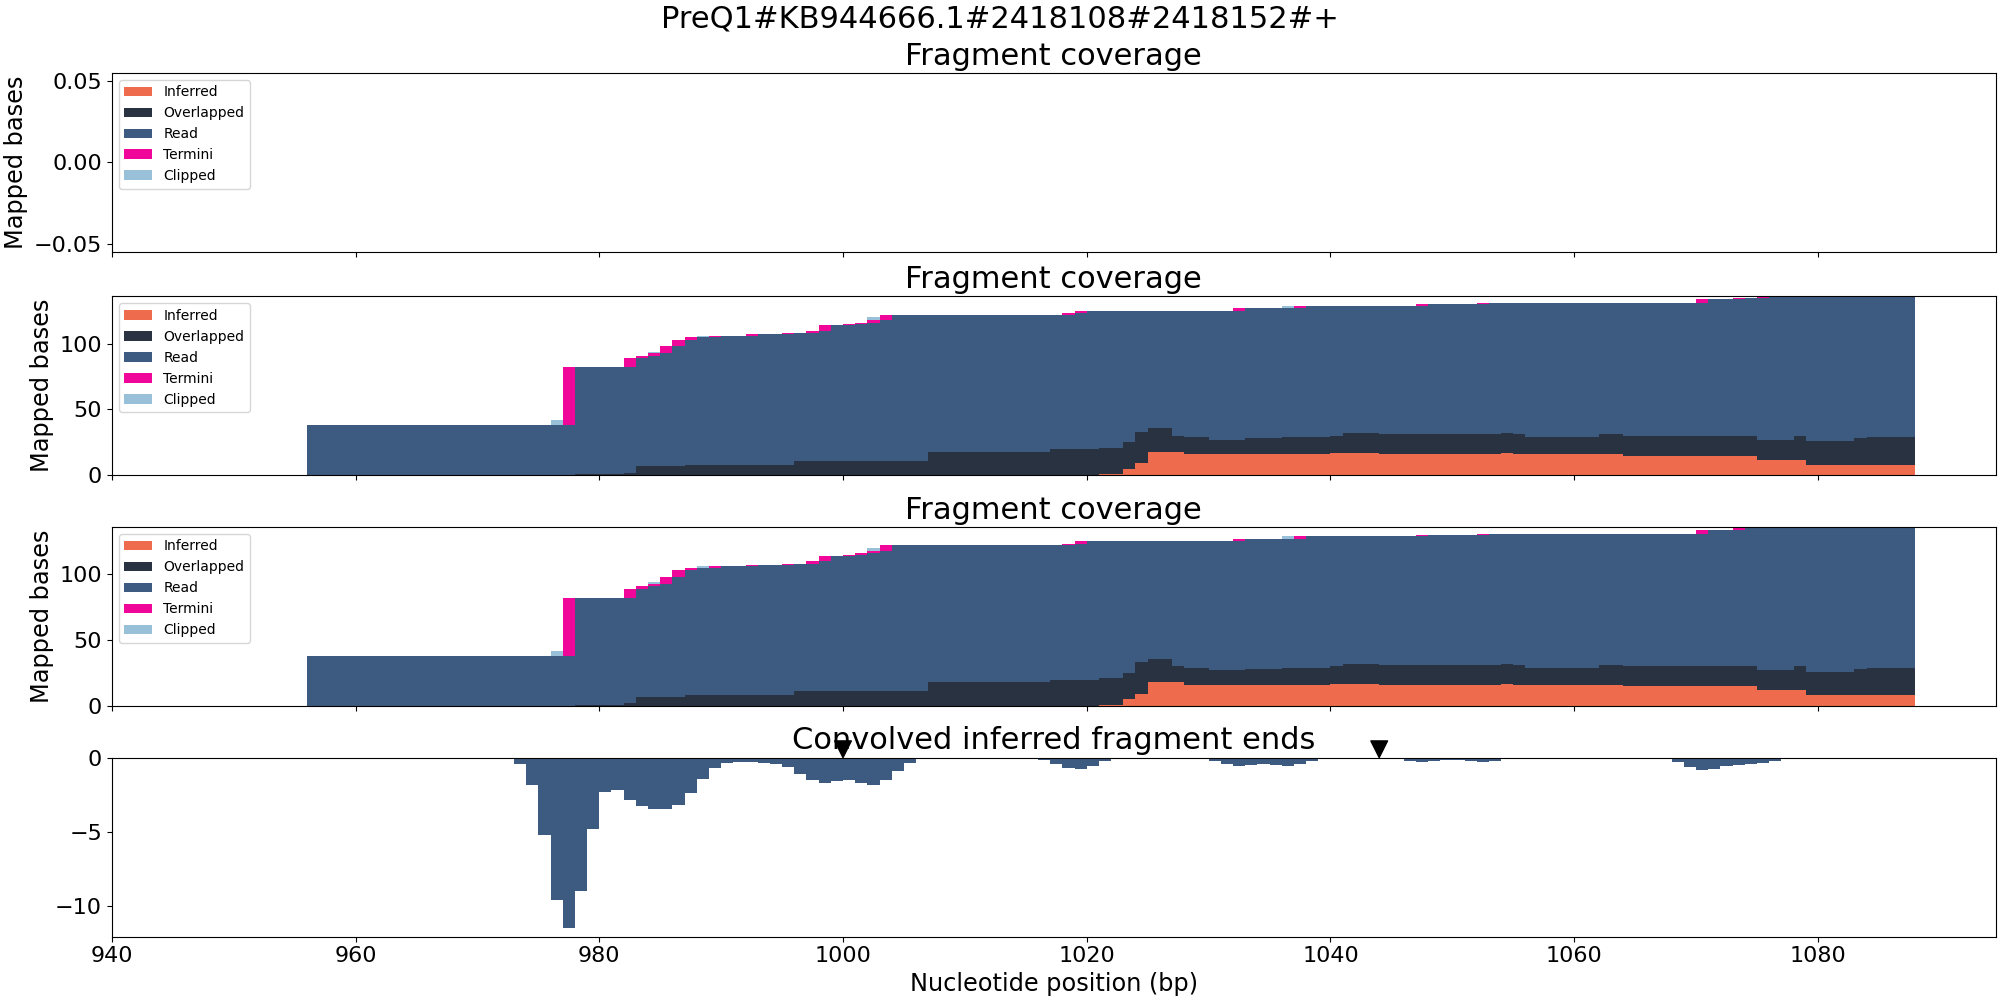 PreQ1#KB944666.1#2418108#2418152#+
Fragment coverage
Mapped bases
0.05
0.00
−0.05
Inferred
Overlapped
Read
Termini
Clipped
Fragment coverage
Mapped bases
100
50
0
Inferred
Overlapped
Read
Termini
Clipped
Fragment coverage
Mapped bases
100
50
0
Inferred
Overlapped
Read
Termini
Clipped
Convolved inferred fragment ends
0
−5
−10
940 960 980 1000 1020 1040 1060 1080
Nucleotide position (bp)